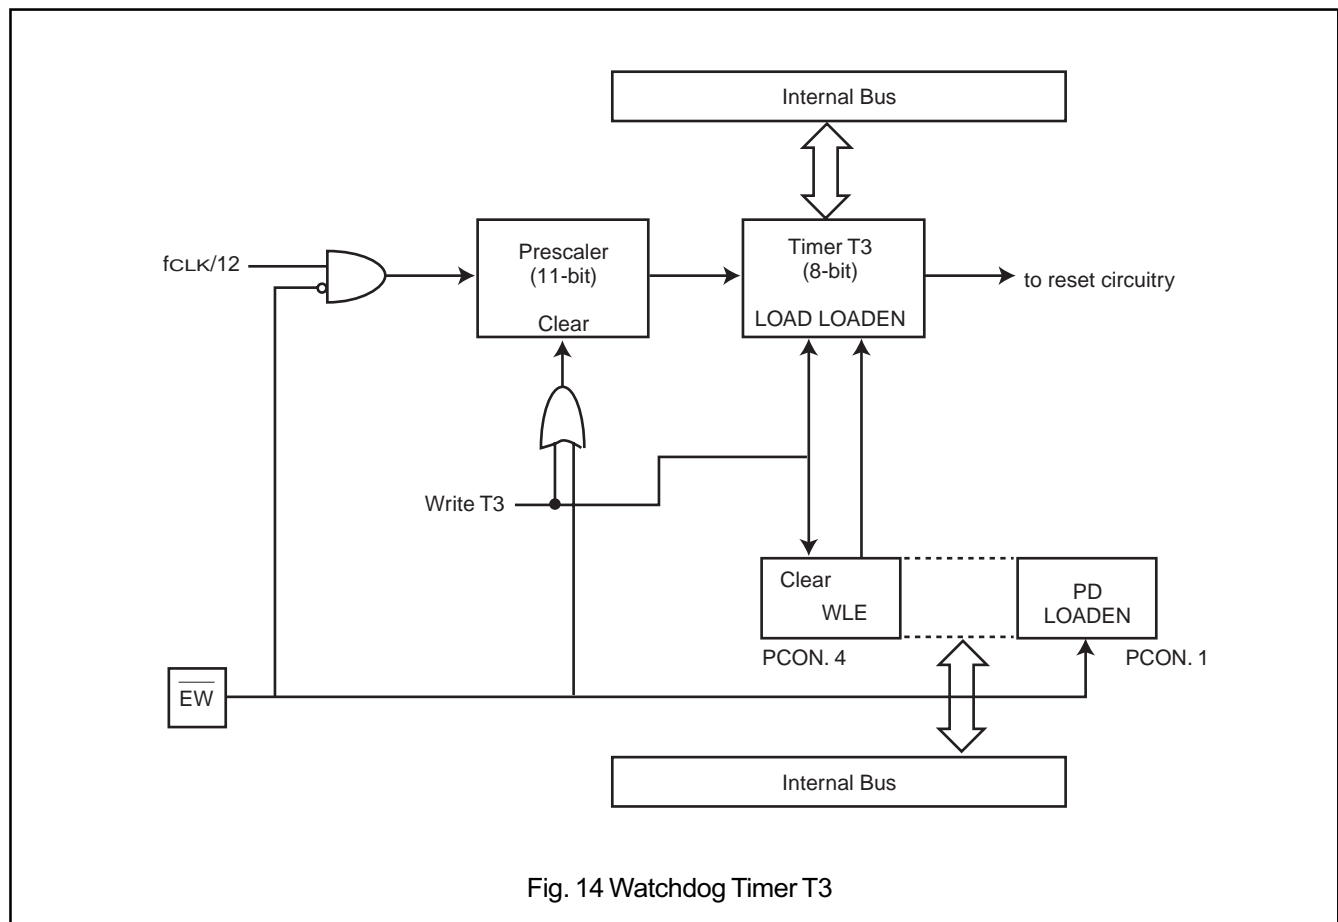 Internal Bus
fCLK/12
Prescaler
(11-bit)
Clear
Timer T3
(8-bit)
LOAD LOADEN
to reset circuitry
Write T3
Clear
WLE
PD
LOADEN
PCON. 4
PCON. 1
EW
Internal Bus
Fig. 14 Watchdog Timer T3